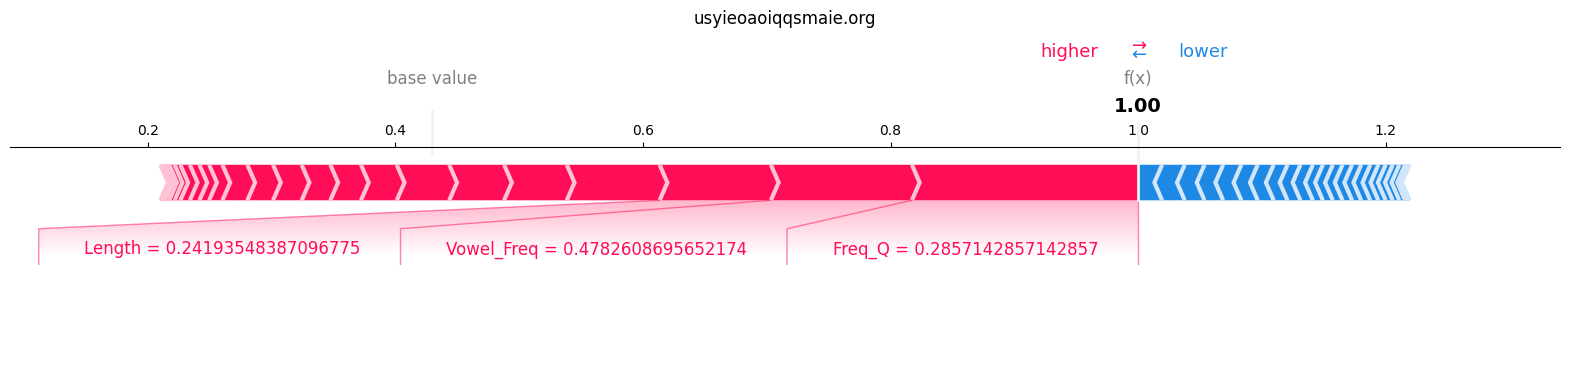 usyieoaoiqqsmaie.org
higher ⇄ lower
base value f(x)
1.00
0.2 0.4 0.6 0.8 1.0 1.2
Length = 0.24193548387096775 Vowel_Freq = 0.4782608695652174 Freq_Q = 0.2857142857142857